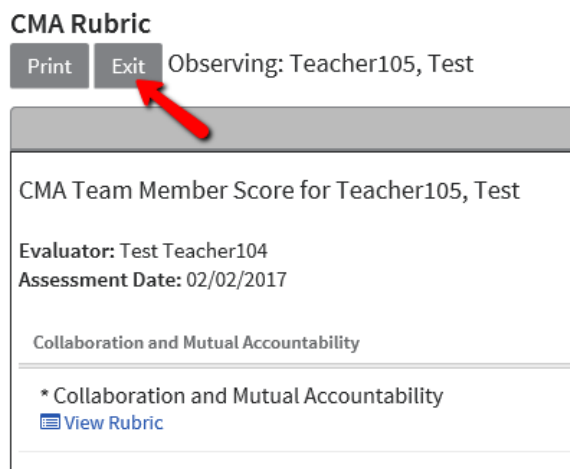 CMA Rubric
Print Exit Observing: Teacher105, Test
CMA Team Member Score for Teacher105, Test
Evaluator: Test Teacher104
Assessment Date: 02/02/2017
Collaboration and Mutual Accountability
* Collaboration and Mutual Accountability
View Rubric